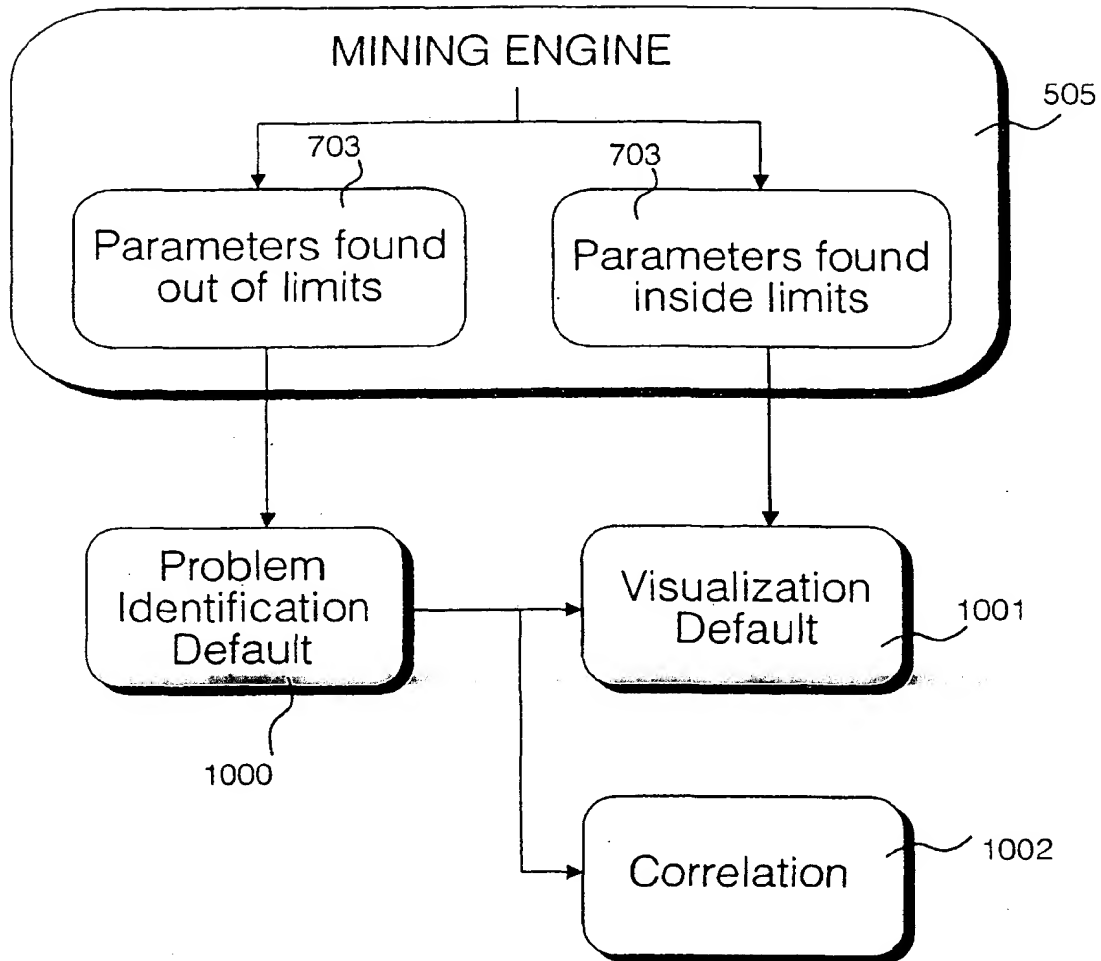 MINING ENGINE
505
703
703
Parameters found
out of limits
Parameters found
inside limits
Problem
Identification
Default
Visualization
Default
1001
1000
Correlation
1002